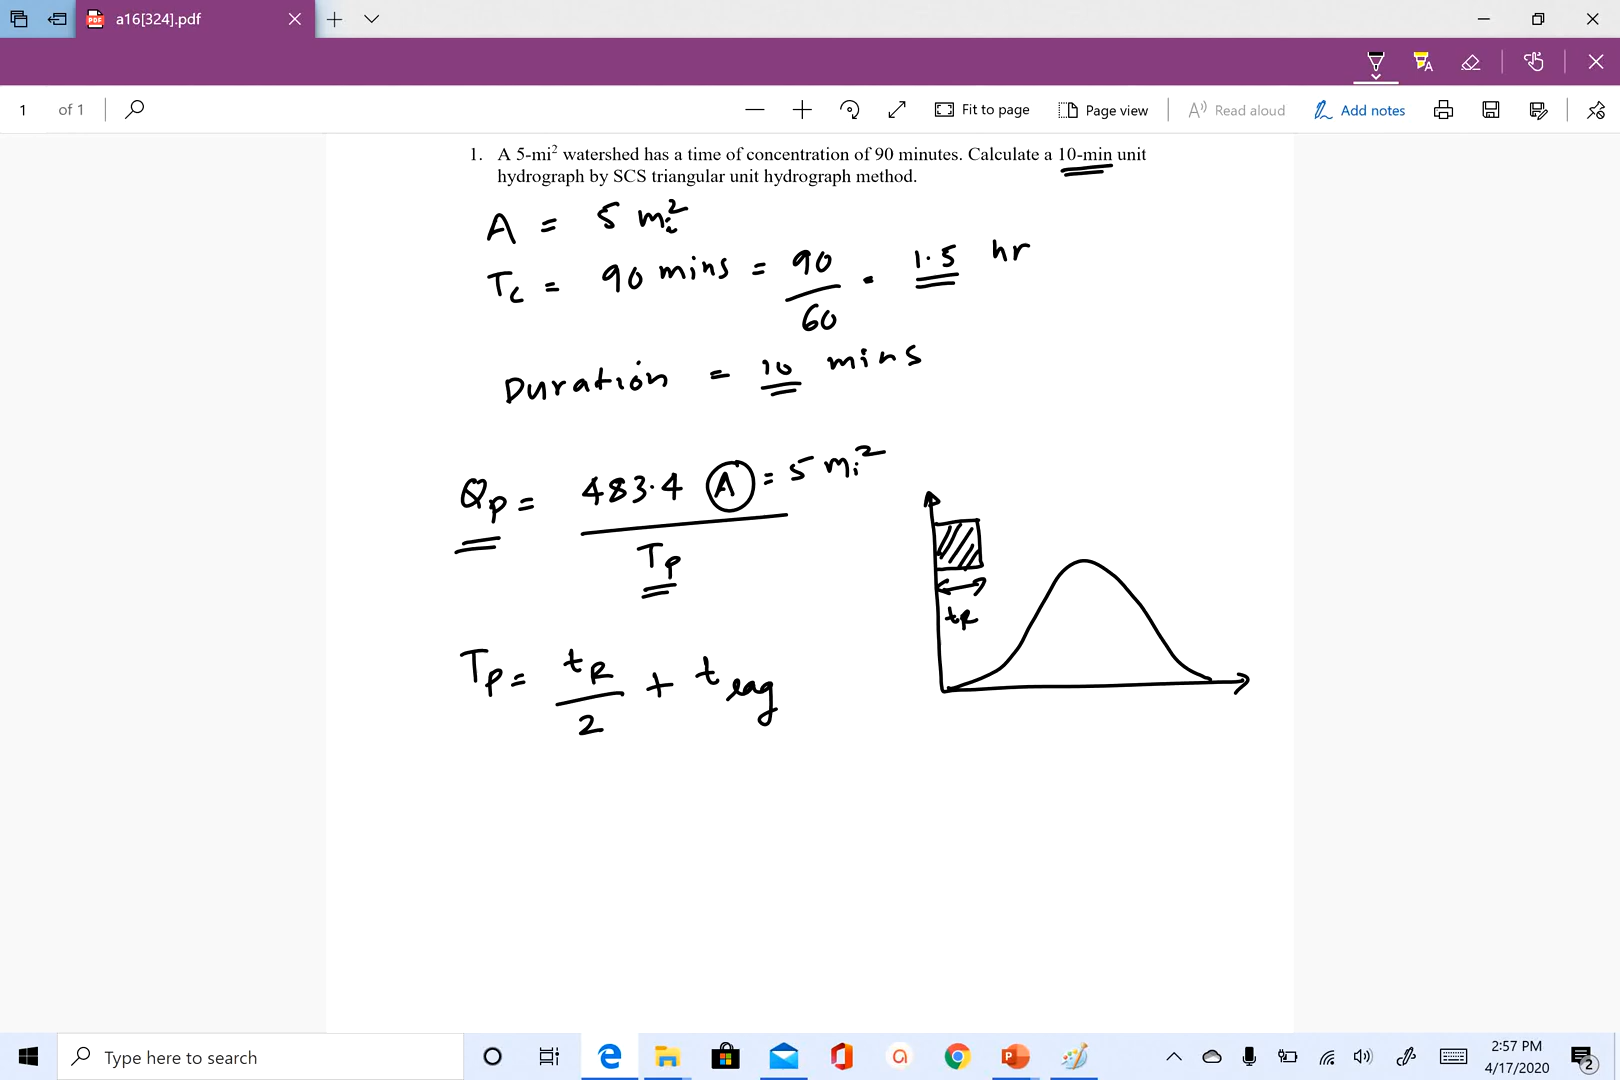 a16[324].pdf
1 of 1
Fit to page
Page view
Read aloud
Add notes
1. A 5-mi² watershed has a time of concentration of 90 minutes. Calculate a 10-min unit
hydrograph by SCS triangular unit hydrograph method.
A = 5 mi²
Tc = 90 mins = 90/60 = 1.5 hr
Duration = 10 mins
Qp = 483.4 A / Tp
A = 5 mi²
tR
Tp = tR/2 + tlag
Type here to search
2:57 PM
4/17/2020
2